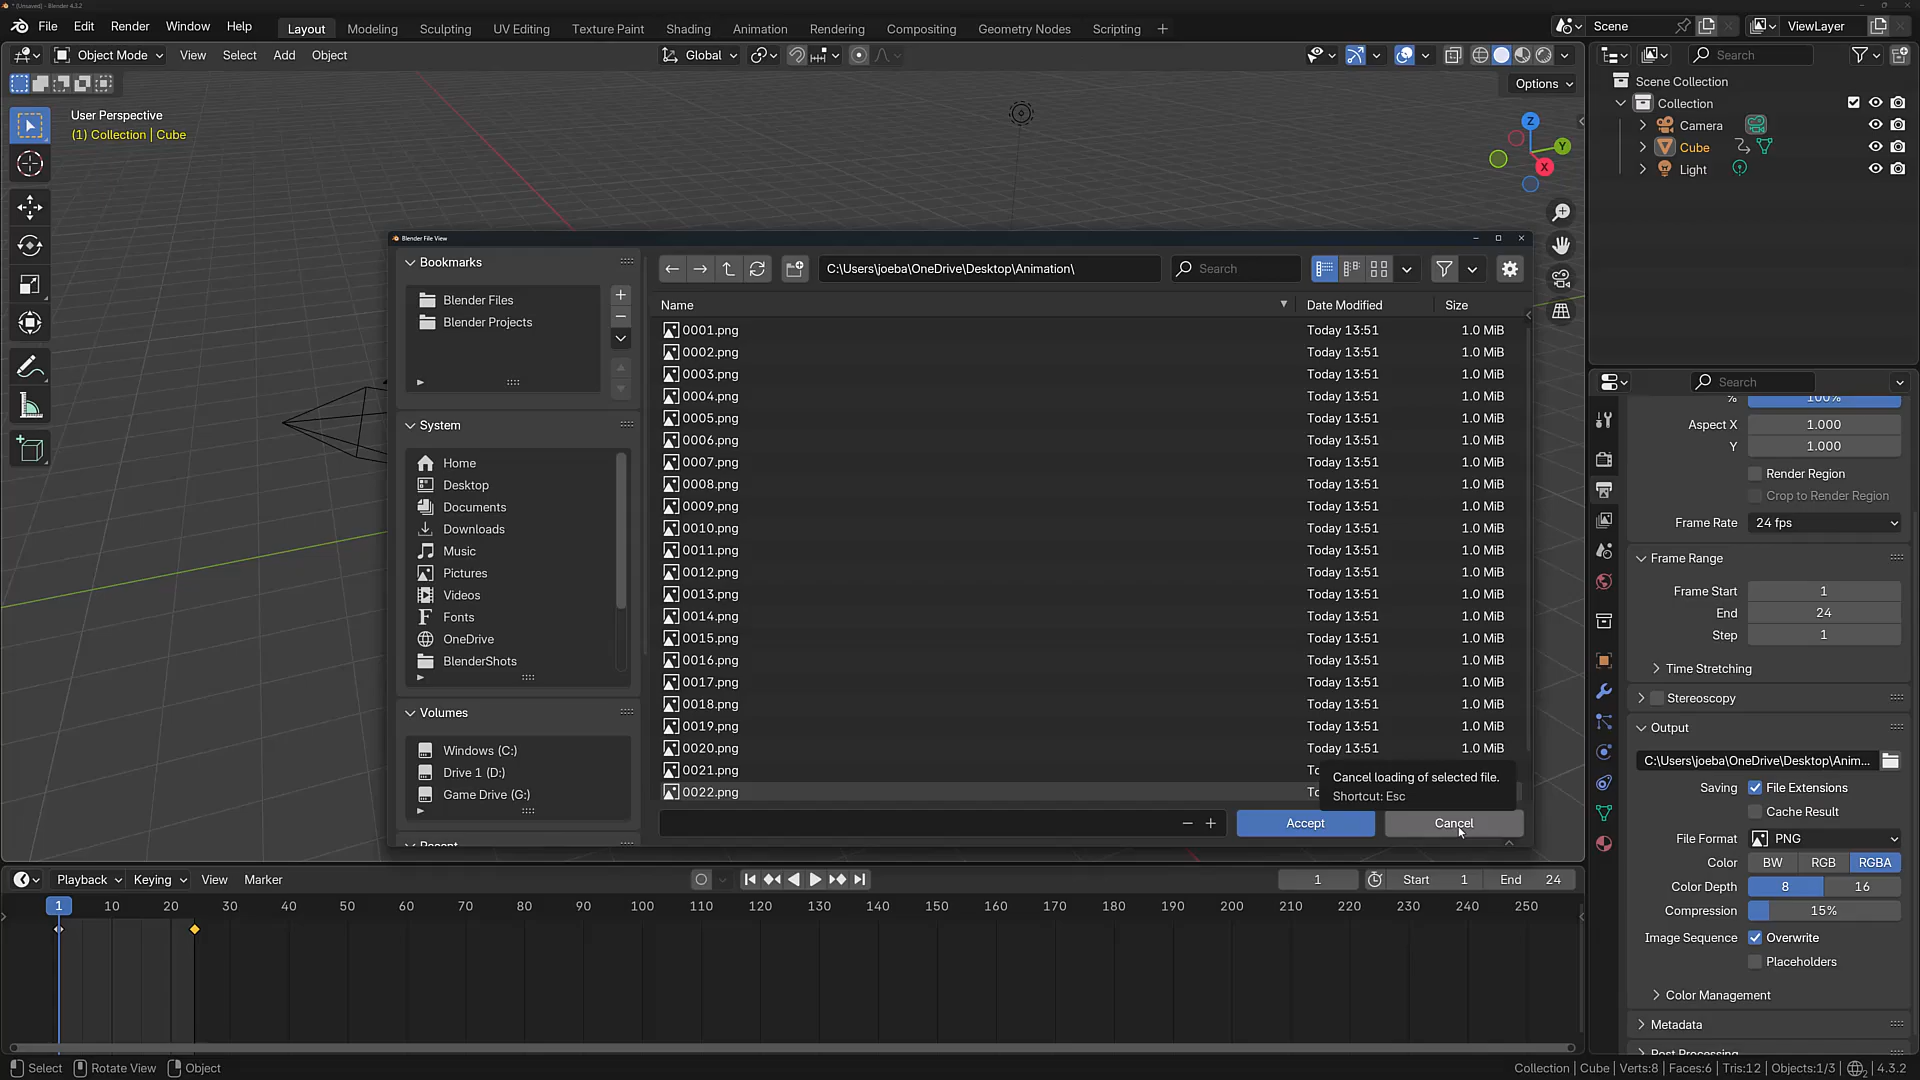 * [Unsaved] - Blender 4.3.2
File Edit Render Window Help
Layout Modeling Sculpting UV Editing Texture Paint Shading Animation Rendering Compositing Geometry Nodes Scripting +
Scene
ViewLayer
Object Mode View Select Add Object
Global
Search
Options
User Perspective
(1) Collection | Cube
Z
Y
X
Scene Collection
Collection
Camera
Cube
Light
Blender File View
Bookmarks
Blender Files
Blender Projects
System
Home
Desktop
Documents
Downloads
Music
Pictures
Videos
Fonts
OneDrive
BlenderShots
Volumes
Windows (C:)
Drive 1 (D:)
Game Drive (G:)
Recent
C:\Users\joeba\OneDrive\Desktop\Animation\
Search
Name Date Modified Size
0001.png Today 13:51 1.0 MiB
0002.png Today 13:51 1.0 MiB
0003.png Today 13:51 1.0 MiB
0004.png Today 13:51 1.0 MiB
0005.png Today 13:51 1.0 MiB
0006.png Today 13:51 1.0 MiB
0007.png Today 13:51 1.0 MiB
0008.png Today 13:51 1.0 MiB
0009.png Today 13:51 1.0 MiB
0010.png Today 13:51 1.0 MiB
0011.png Today 13:51 1.0 MiB
0012.png Today 13:51 1.0 MiB
0013.png Today 13:51 1.0 MiB
0014.png Today 13:51 1.0 MiB
0015.png Today 13:51 1.0 MiB
0016.png Today 13:51 1.0 MiB
0017.png Today 13:51 1.0 MiB
0018.png Today 13:51 1.0 MiB
0019.png Today 13:51 1.0 MiB
0020.png Today 13:51 1.0 MiB
0021.png
0022.png
Cancel loading of selected file.
Shortcut: Esc
Accept
Cancel
Search
% 100%
Aspect X 1.000
Y 1.000
Render Region
Crop to Render Region
Frame Rate 24 fps
Frame Range
Frame Start 1
End 24
Step 1
Time Stretching
Stereoscopy
Output
C:\Users\joeba\OneDrive\Desktop\Anim...
Saving File Extensions
Cache Result
File Format PNG
Color BW RGB RGBA
Color Depth 8 16
Compression 15%
Image Sequence Overwrite
Placeholders
Color Management
Metadata
Post Processing
Playback Keying View Marker
1 Start 1 End 24
1 10 20 30 40 50 60 70 80 90 100 110 120 130 140 150 160 170 180 190 200 210 220 230 240 250
Select Rotate View Object
Collection | Cube | Verts:8 | Faces:6 | Tris:12 | Objects:1/3 | 4.3.2